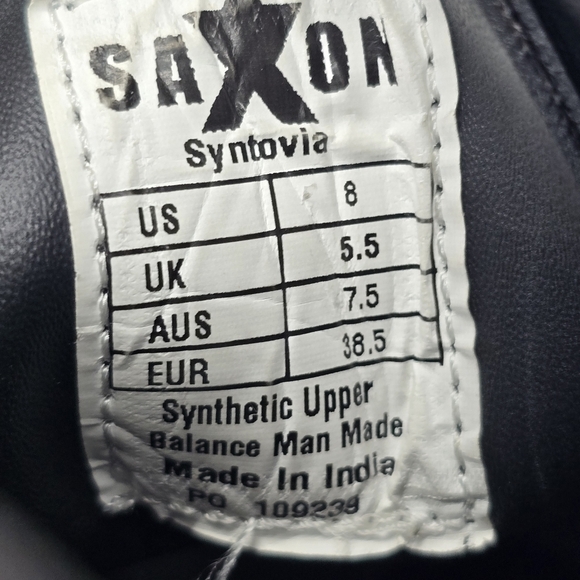 SAXON
Syntovia
US 8
UK 5.5
AUS 7.5
EUR 38.5
Synthetic Upper
Balance Man Made
Made In India
PO 109239